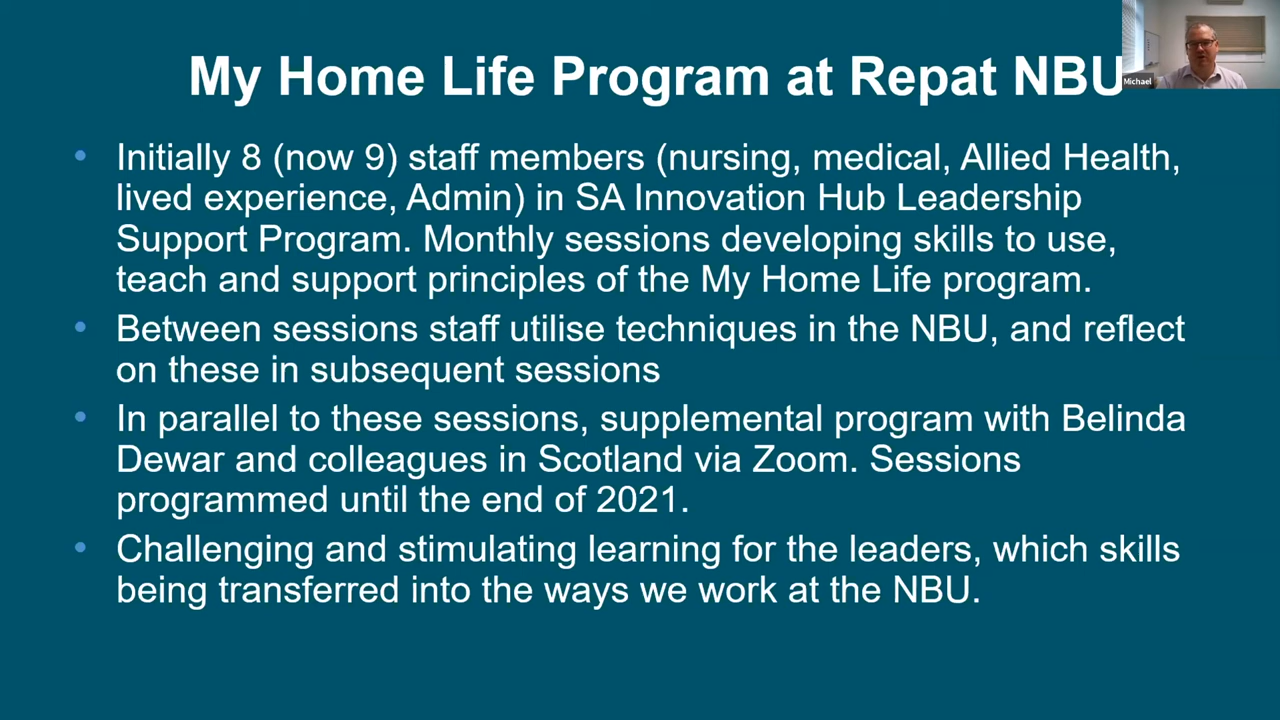 My Home Life Program at Repat NBU
Michael
• Initially 8 (now 9) staff members (nursing, medical, Allied Health,
lived experience, Admin) in SA Innovation Hub Leadership
Support Program. Monthly sessions developing skills to use,
teach and support principles of the My Home Life program.
• Between sessions staff utilise techniques in the NBU, and reflect
on these in subsequent sessions
• In parallel to these sessions, supplemental program with Belinda
Dewar and colleagues in Scotland via Zoom. Sessions
programmed until the end of 2021.
• Challenging and stimulating learning for the leaders, which skills
being transferred into the ways we work at the NBU.